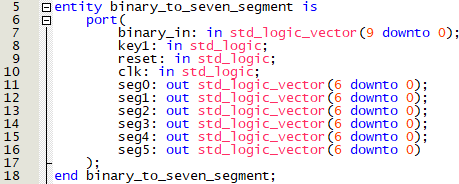 5 entity binary_to_seven_segment is
6 port(
7 binary_in: in std_logic_vector(9 downto 0);
8 key1: in std_logic;
9 reset: in std_logic;
10 clk: in std_logic;
11 seg0: out std_logic_vector(6 downto 0);
12 seg1: out std_logic_vector(6 downto 0);
13 seg2: out std_logic_vector(6 downto 0);
14 seg3: out std_logic_vector(6 downto 0);
15 seg4: out std_logic_vector(6 downto 0);
16 seg5: out std_logic_vector(6 downto 0)
17 );
18 end binary_to_seven_segment;